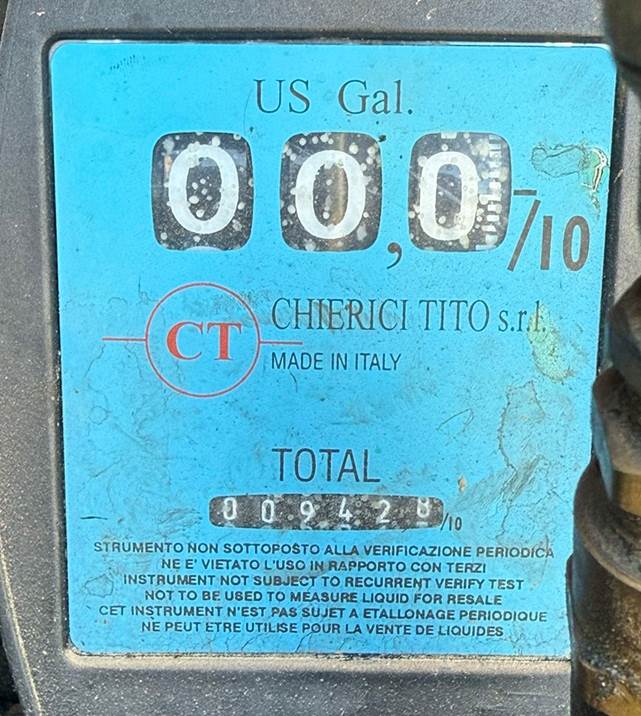 US Gal.
00,0/10
CT CHIERICI TITO s.r.l.
MADE IN ITALY
TOTAL
009428/10
STRUMENTO NON SOTTOPOSTO ALLA VERIFICAZIONE PERIODICA
NE E' VIETATO L'USO IN RAPPORTO CON TERZI
INSTRUMENT NOT SUBJECT TO RECURRENT VERIFY TEST
NOT TO BE USED TO MEASURE LIQUID FOR RESALE
CET INSTRUMENT N'EST PAS SUJET A ETALLONAGE PERIODIQUE
NE PEUT ETRE UTILISE POUR LA VENTE DE LIQUIDES